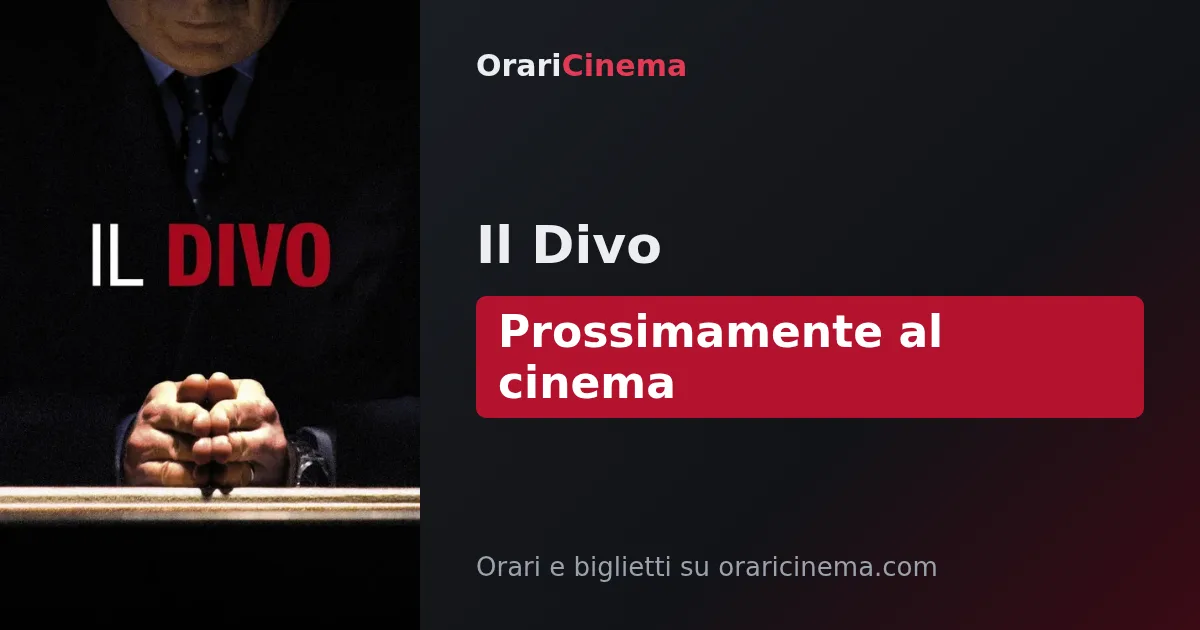 IL DIVO
OrariCinema
Il Divo
Prossimamente al
cinema
Orari e biglietti su oraricinema.com